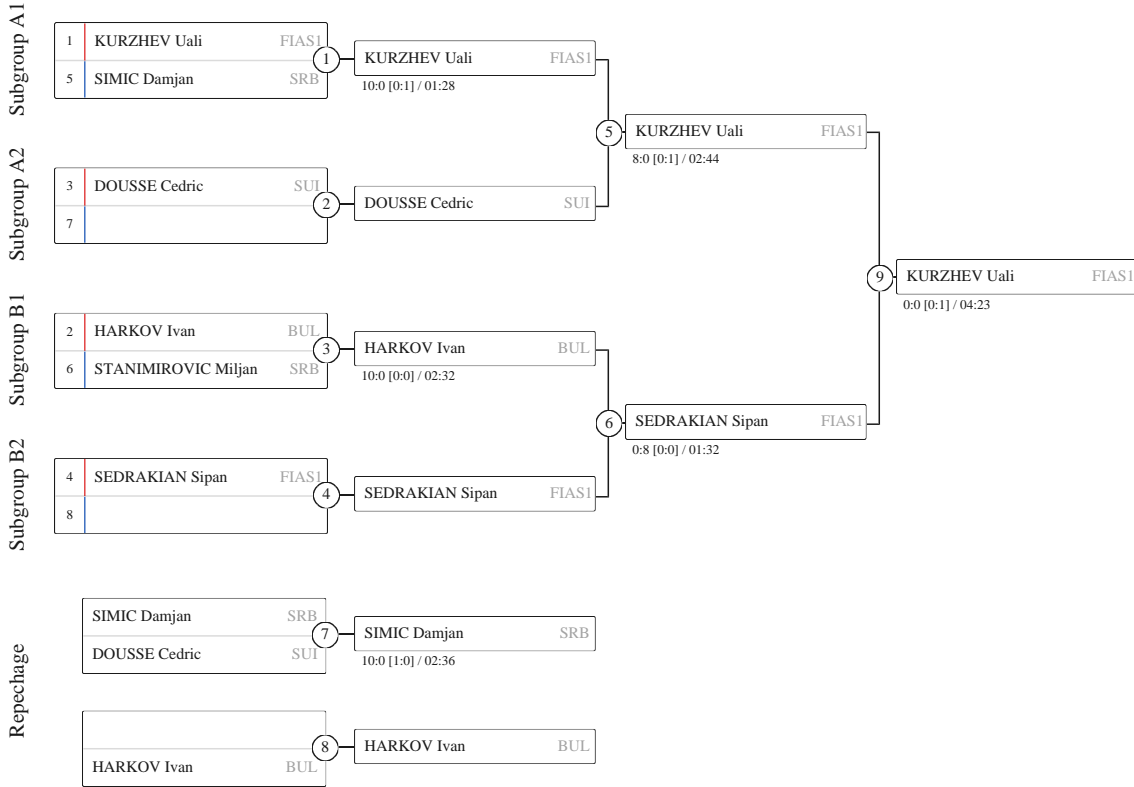 Subgroup A1
1 KURZHEV Uali FIAS1
5 SIMIC Damjan SRB
1
KURZHEV Uali FIAS1
10:0 [0:1] / 01:28
5
KURZHEV Uali FIAS1
8:0 [0:1] / 02:44
Subgroup A2
3 DOUSSE Cedric SUI
7
2
DOUSSE Cedric SUI
9
KURZHEV Uali FIAS1
0:0 [0:1] / 04:23
Subgroup B1
2 HARKOV Ivan BUL
6 STANIMIROVIC Miljan SRB
3
HARKOV Ivan BUL
10:0 [0:0] / 02:32
6
SEDRAKIAN Sipan FIAS1
0:8 [0:0] / 01:32
Subgroup B2
4 SEDRAKIAN Sipan FIAS1
8
4
SEDRAKIAN Sipan FIAS1
Repechage
SIMIC Damjan SRB
DOUSSE Cedric SUI
7
SIMIC Damjan SRB
10:0 [1:0] / 02:36
HARKOV Ivan BUL
8
HARKOV Ivan BUL